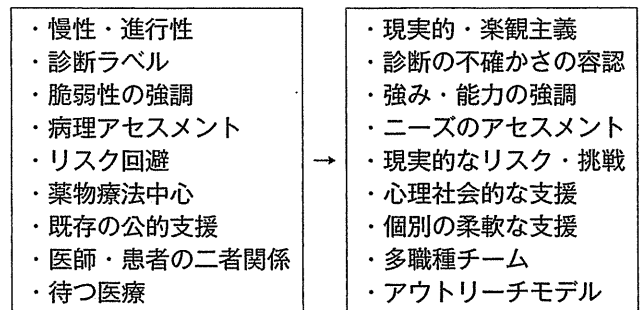 ・慢性・進行性
・診断ラベル
・脆弱性の強調
・病理アセスメント
・リスク回避
・薬物療法中心
・既存の公的支援
・医師・患者の二者関係
・待つ医療
→
・現実的・楽観主義
・診断の不確かさの容認
・強み・能力の強調
・ニーズのアセスメント
・現実的なリスク・挑戦
・心理社会的な支援
・個別の柔軟な支援
・多職種チーム
・アウトリーチモデル